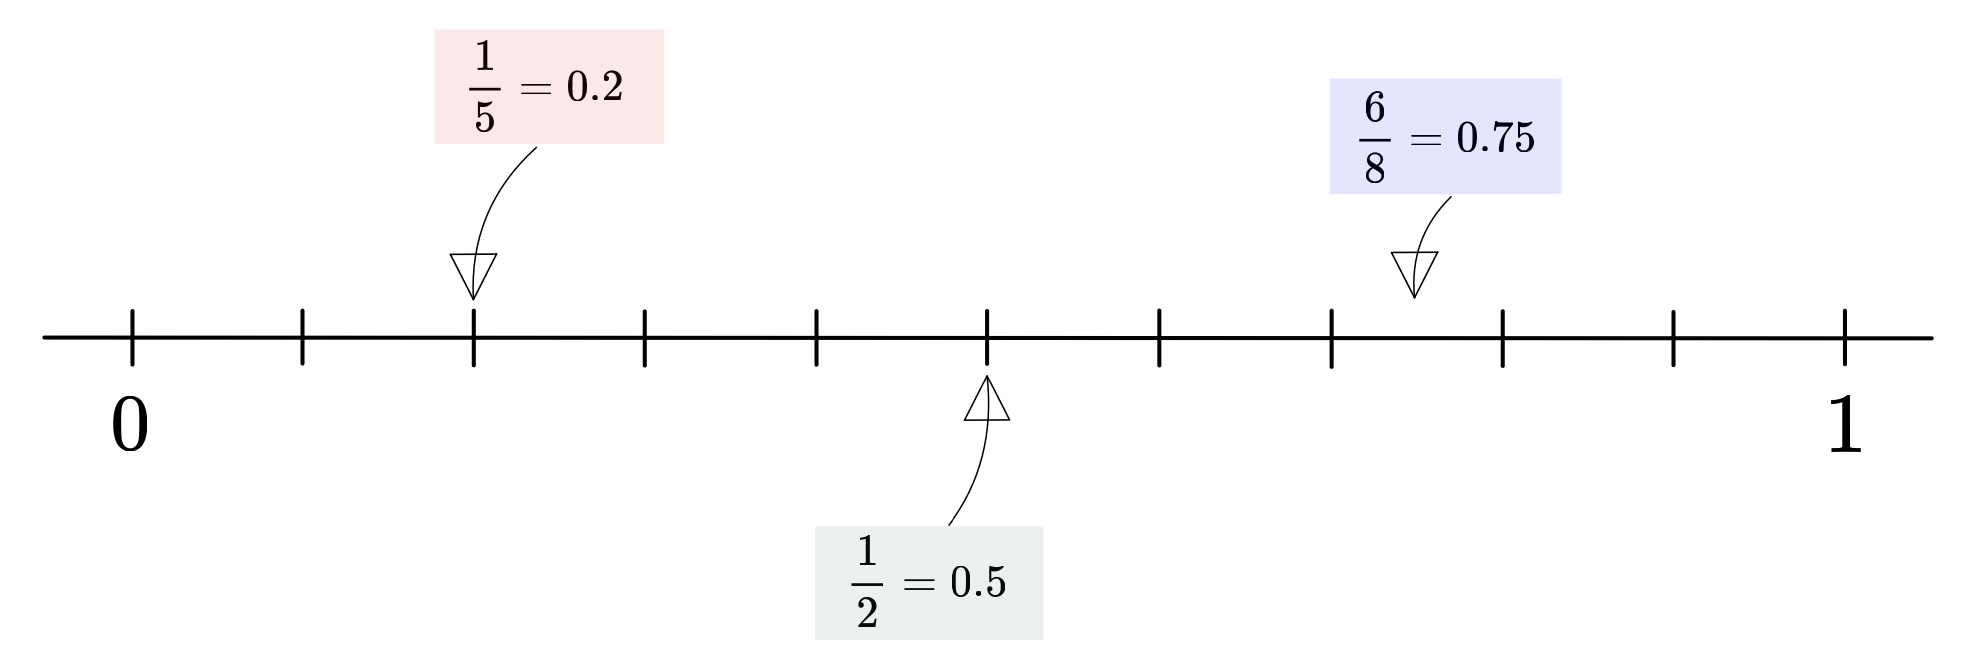 1/5 = 0.2
6/8 = 0.75
0
1
1/2 = 0.5